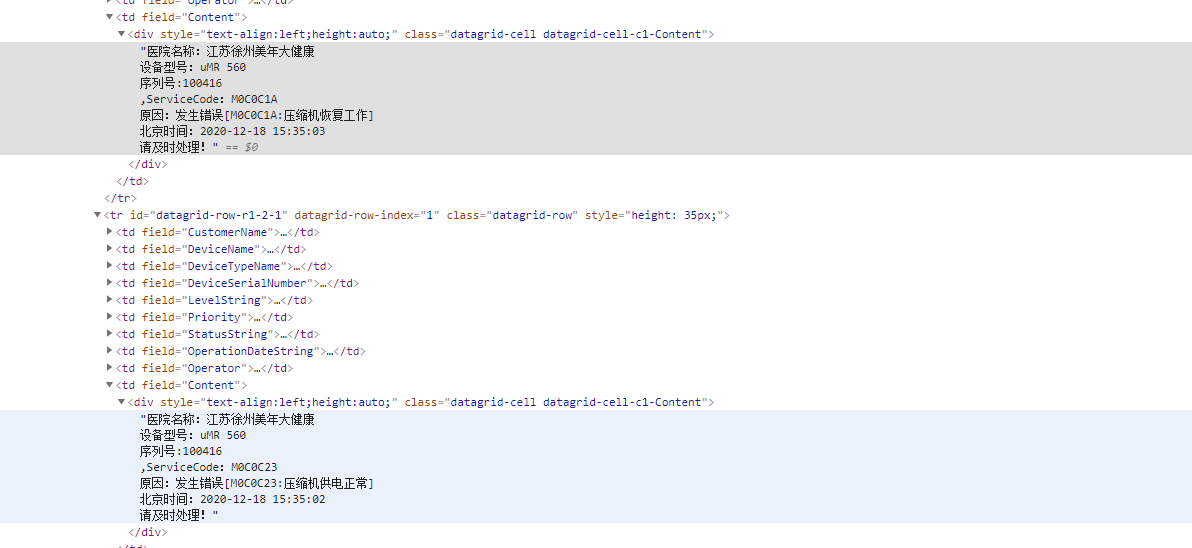 <td field="Operator">…</td>
▼<td field="Content">
▼<div style="text-align:left;height:auto;" class="datagrid-cell datagrid-cell-c1-Content">
"医院名称：江苏徐州美年大健康
设备型号：uMR 560
序列号:100416
,ServiceCode：M0C0C1A
原因：发生错误[M0C0C1A:压缩机恢复工作]
北京时间：2020-12-18 15:35:03
请及时处理！" == $0
</div>
</td>
</tr>
▼<tr id="datagrid-row-r1-2-1" datagrid-row-index="1" class="datagrid-row" style="height: 35px;">
▶<td field="CustomerName">…</td>
▶<td field="DeviceName">…</td>
▶<td field="DeviceTypeName">…</td>
▶<td field="DeviceSerialNumber">…</td>
▶<td field="LevelString">…</td>
▶<td field="Priority">…</td>
▶<td field="StatusString">…</td>
▶<td field="OperationDateString">…</td>
▶<td field="Operator">…</td>
▼<td field="Content">
▼<div style="text-align:left;height:auto;" class="datagrid-cell datagrid-cell-c1-Content">
"医院名称：江苏徐州美年大健康
设备型号：uMR 560
序列号:100416
,ServiceCode：M0C0C23
原因：发生错误[M0C0C23:压缩机供电正常]
北京时间：2020-12-18 15:35:02
请及时处理！"
</div>
</td>